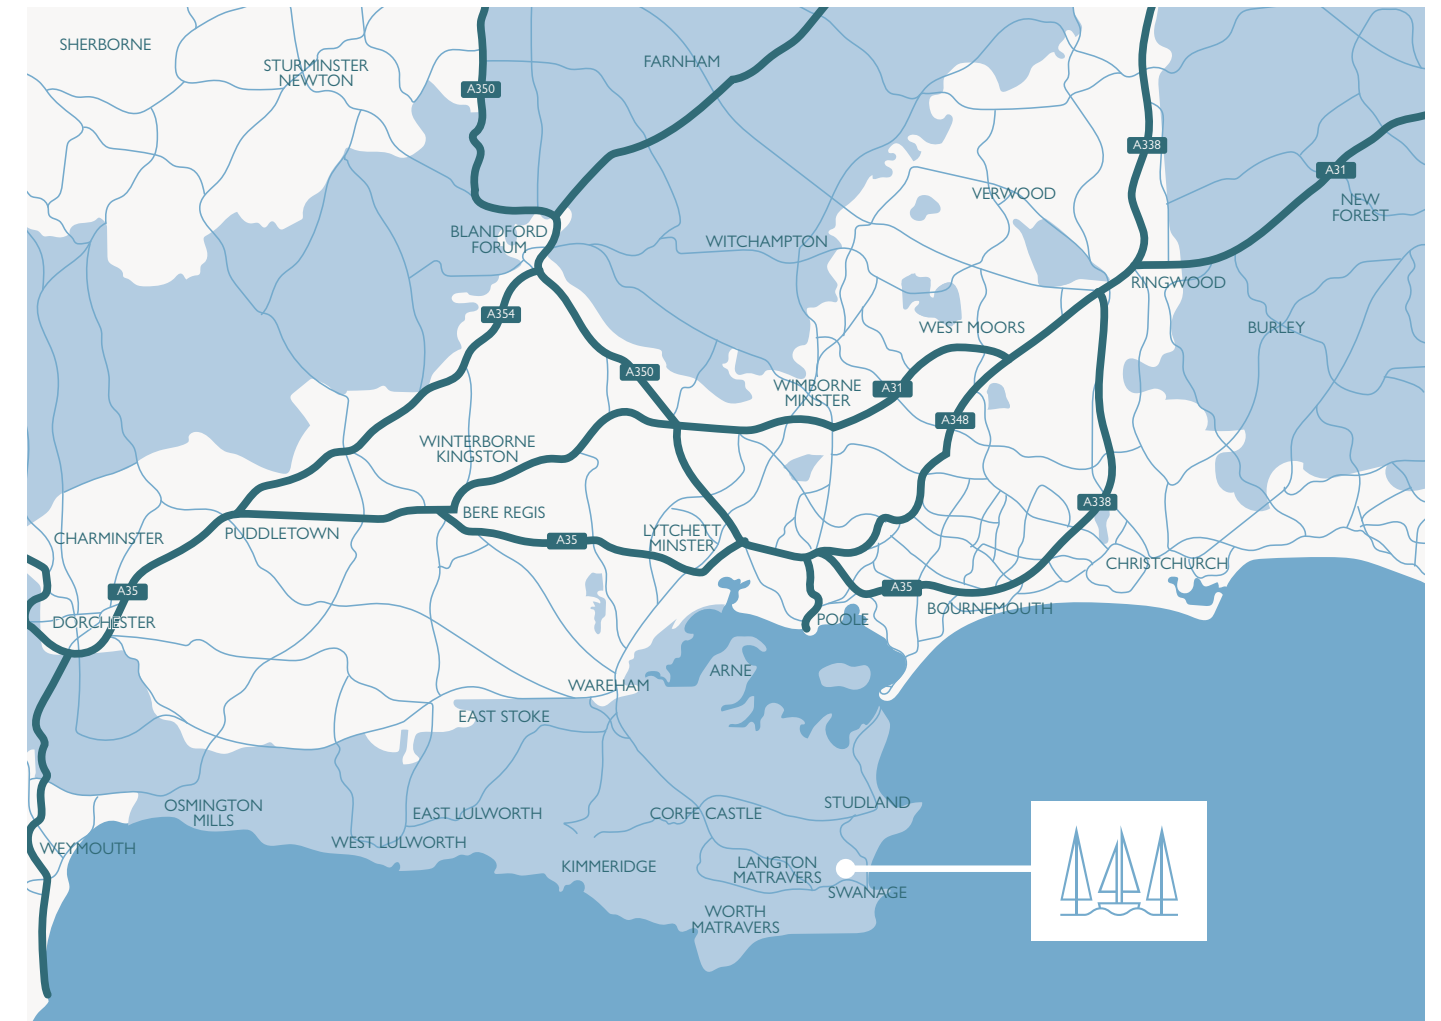 SHERBORNE
STURMINSTER
NEWTON
FARNHAM
A350
A338
A31
VERWOOD
NEW
FOREST
BLANDFORD
FORUM
WITCHAMPTON
RINGWOOD
A354
WEST MOORS
BURLEY
A350
WIMBORNE
MINSTER
A31
A348
WINTERBORNE
KINGSTON
A338
BERE REGIS
CHARMINSTER
PUDDLETOWN
A35
LYTCHETT
MINSTER
CHRISTCHURCH
A35
A35
DORCHESTER
POOLE
BOURNEMOUTH
ARNE
WAREHAM
EAST STOKE
OSMINGTON
MILLS
EAST LULWORTH
CORFE CASTLE
STUDLAND
WEYMOUTH
WEST LULWORTH
KIMMERIDGE
LANGTON
MATRAVERS
SWANAGE
WORTH
MATRAVERS